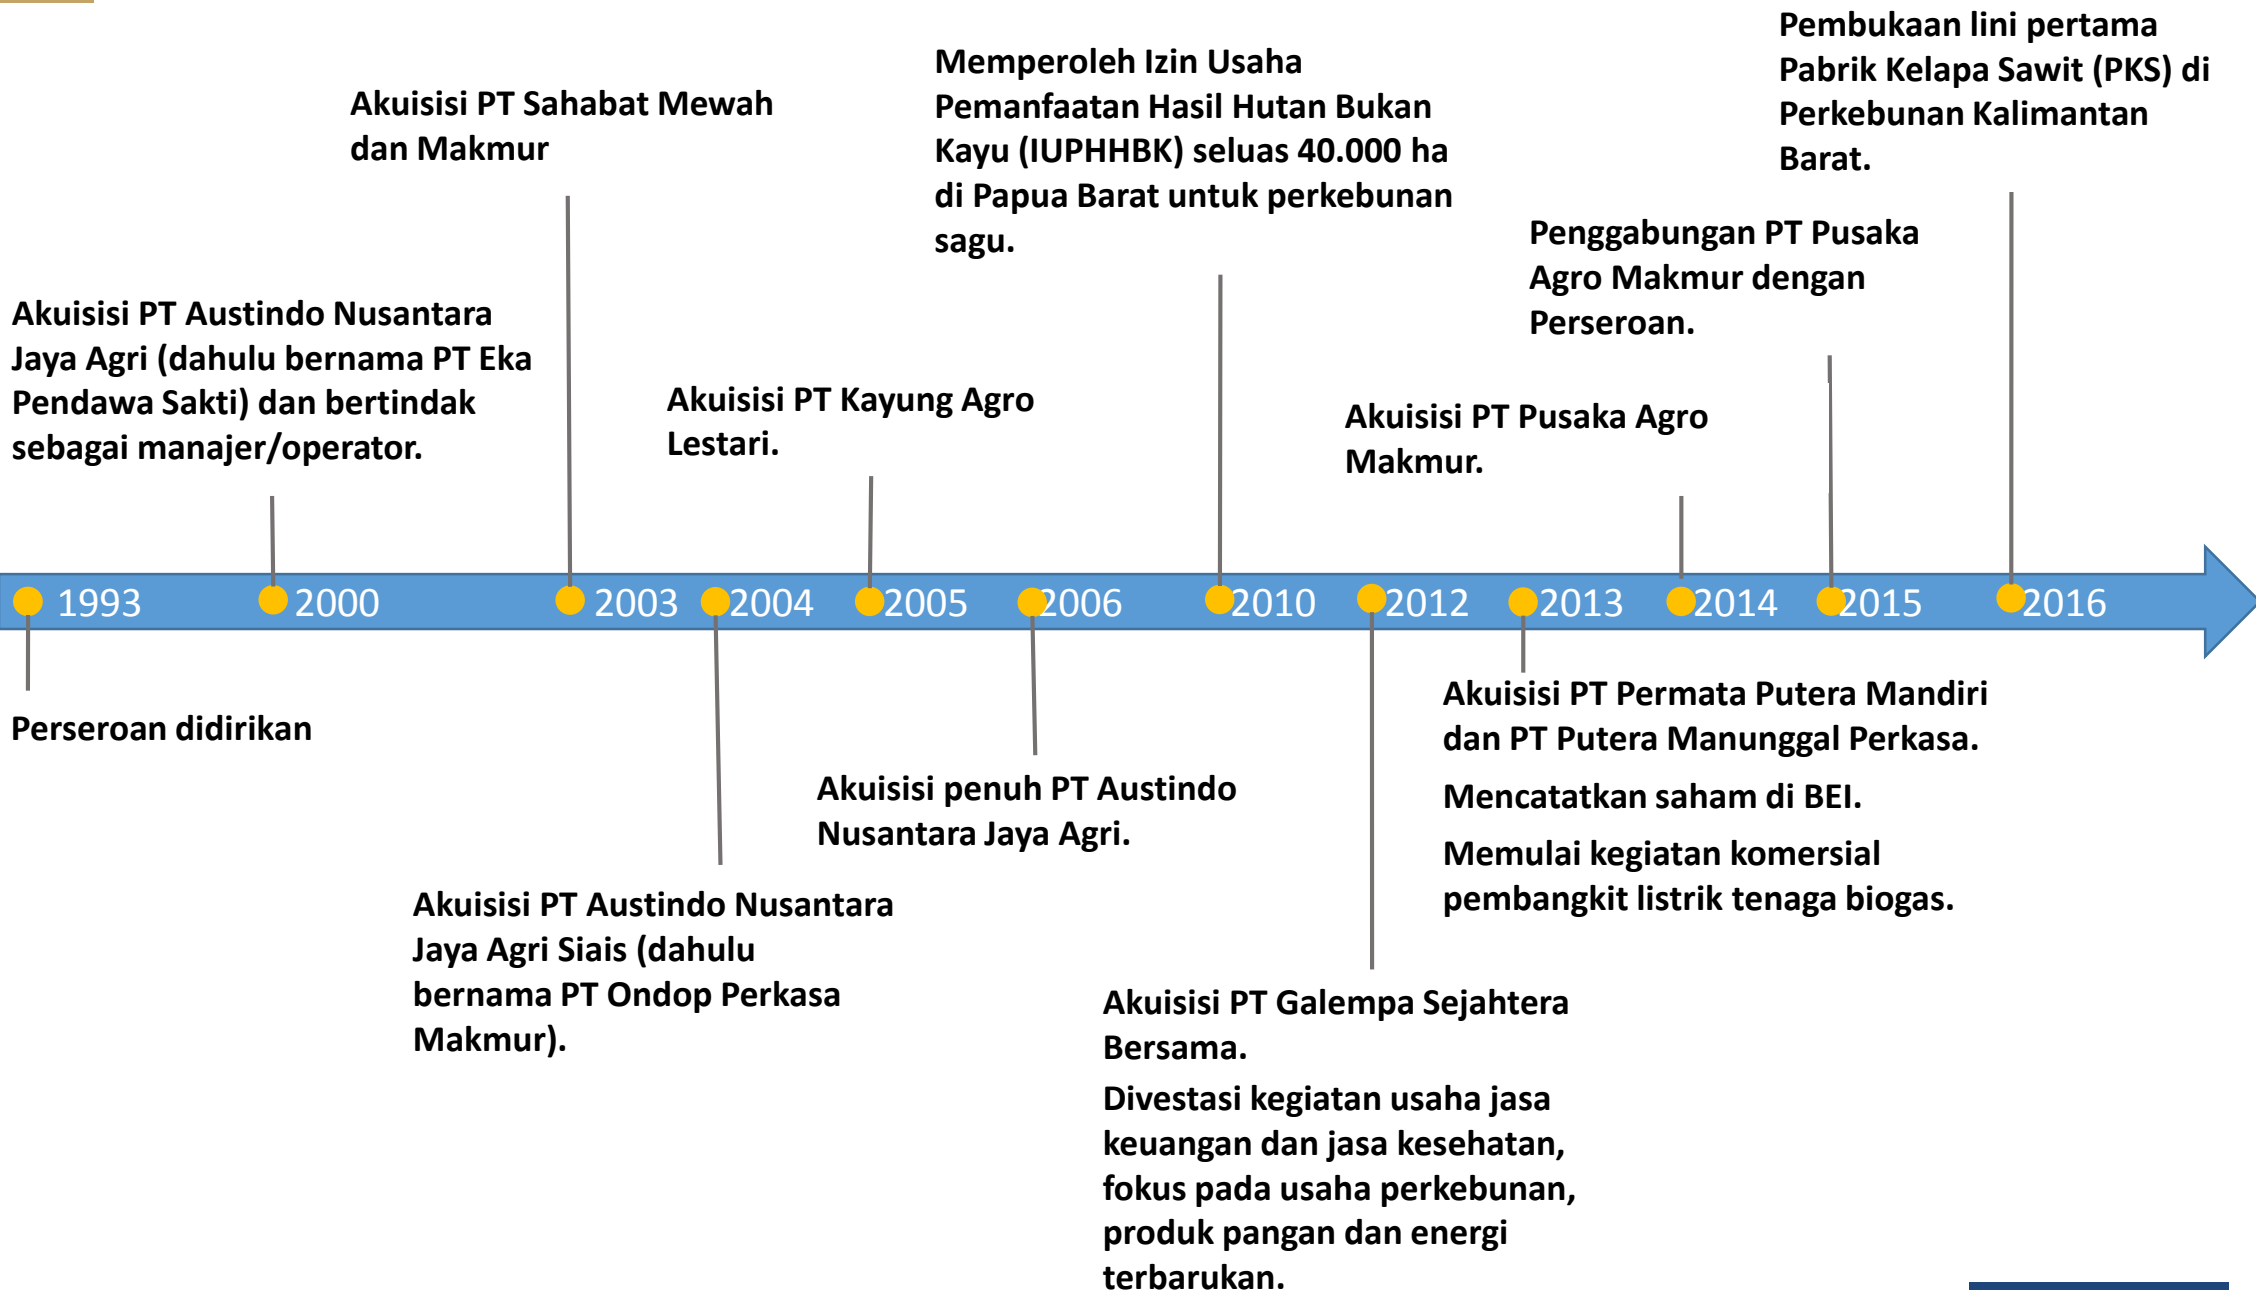 Pembukaan lini pertama
Pabrik Kelapa Sawit (PKS) di
Perkebunan Kalimantan
Barat.
Memperoleh Izin Usaha
Pemanfaatan Hasil Hutan Bukan
Kayu (IUPHHBK) seluas 40.000 ha
di Papua Barat untuk perkebunan
sagu.
Akuisisi PT Sahabat Mewah
dan Makmur
Penggabungan PT Pusaka
Agro Makmur dengan
Perseroan.
Akuisisi PT Austindo Nusantara
Jaya Agri (dahulu bernama PT Eka
Pendawa Sakti) dan bertindak
sebagai manajer/operator.
Akuisisi PT Kayung Agro
Lestari.
Akuisisi PT Pusaka Agro
Makmur.
1993 2000 2003 2004 2005 2006 2010 2012 2013 2014 2015 2016
Perseroan didirikan
Akuisisi PT Austindo Nusantara
Jaya Agri Siais (dahulu
bernama PT Ondop Perkasa
Makmur).
Akuisisi penuh PT Austindo
Nusantara Jaya Agri.
Akuisisi PT Galempa Sejahtera
Bersama.
Divestasi kegiatan usaha jasa
keuangan dan jasa kesehatan,
fokus pada usaha perkebunan,
produk pangan dan energi
terbarukan.
Akuisisi PT Permata Putera Mandiri
dan PT Putera Manunggal Perkasa.
Mencatatkan saham di BEI.
Memulai kegiatan komersial
pembangkit listrik tenaga biogas.